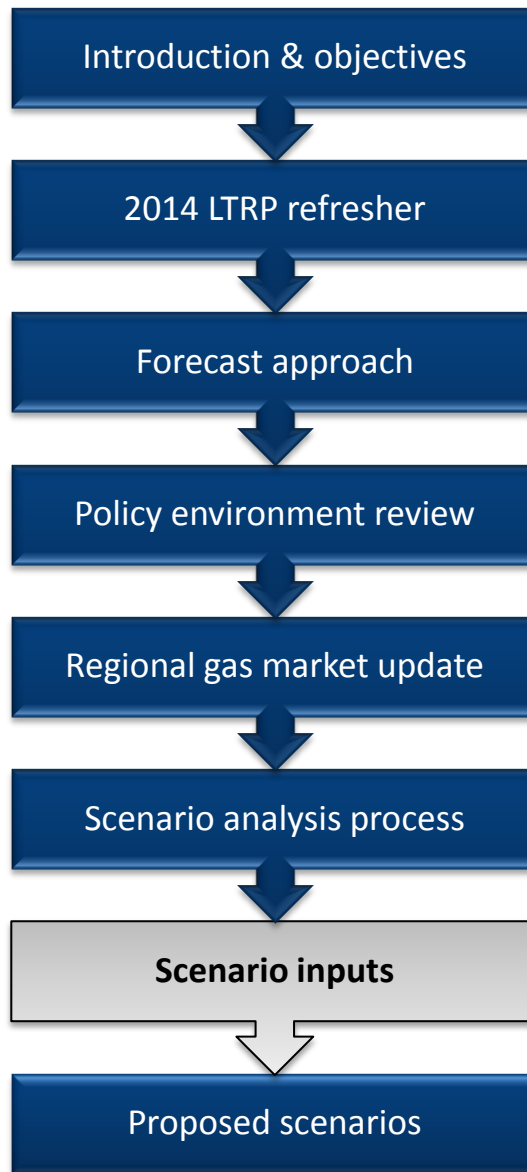 Introduction & objectives
2014 LTRP refresher
Forecast approach
Policy environment review
Regional gas market update
Scenario analysis process
Scenario inputs
Proposed scenarios